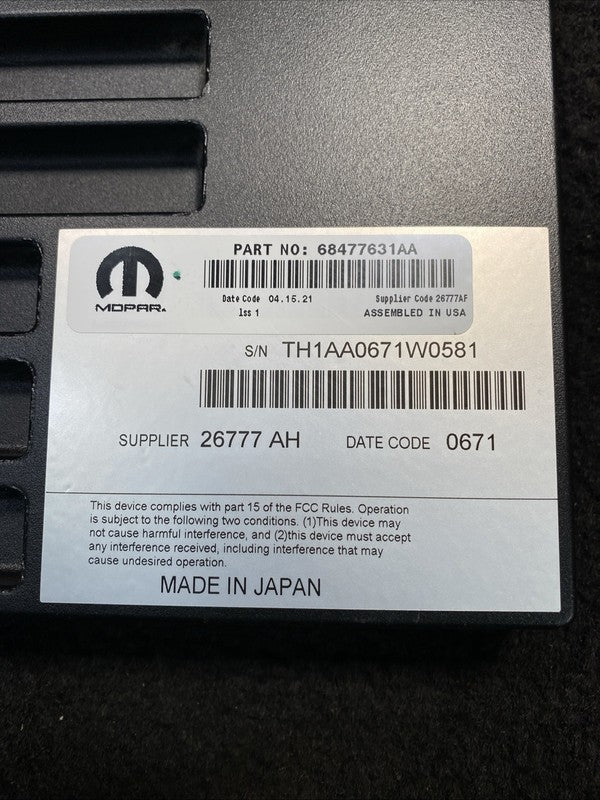 PART NO: 68477631AA
MOPAR®
Date Code 04.15.21 Supplier Code 26777AF
lss 1 ASSEMBLED IN USA
S/N TH1AA0671W0581
SUPPLIER 26777 AH DATE CODE 0671
This device complies with part 15 of the FCC Rules. Operation
is subject to the following two conditions. (1)This device may
not cause harmful interference, and (2)this device must accept
any interference received, including interference that may
cause undesired operation.
MADE IN JAPAN